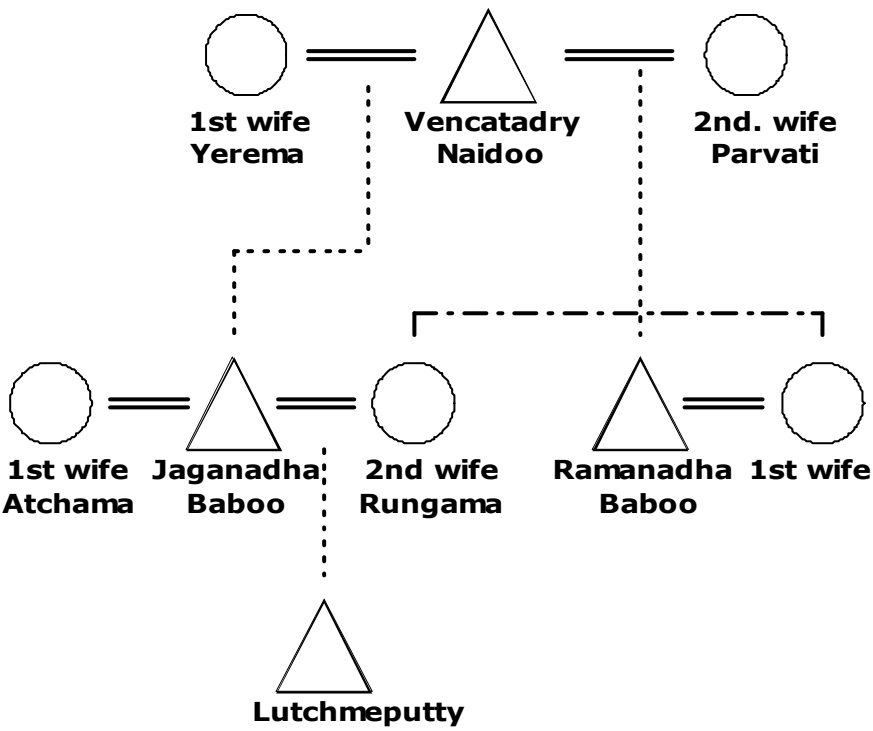 1st wife
Yerema
Vencatadry
Naidoo
2nd. wife
Parvati
1st wife
Atchama
Jaganadha
Baboo
2nd wife
Rungama
Ramanadha
Baboo
1st wife
Lutchmeputty